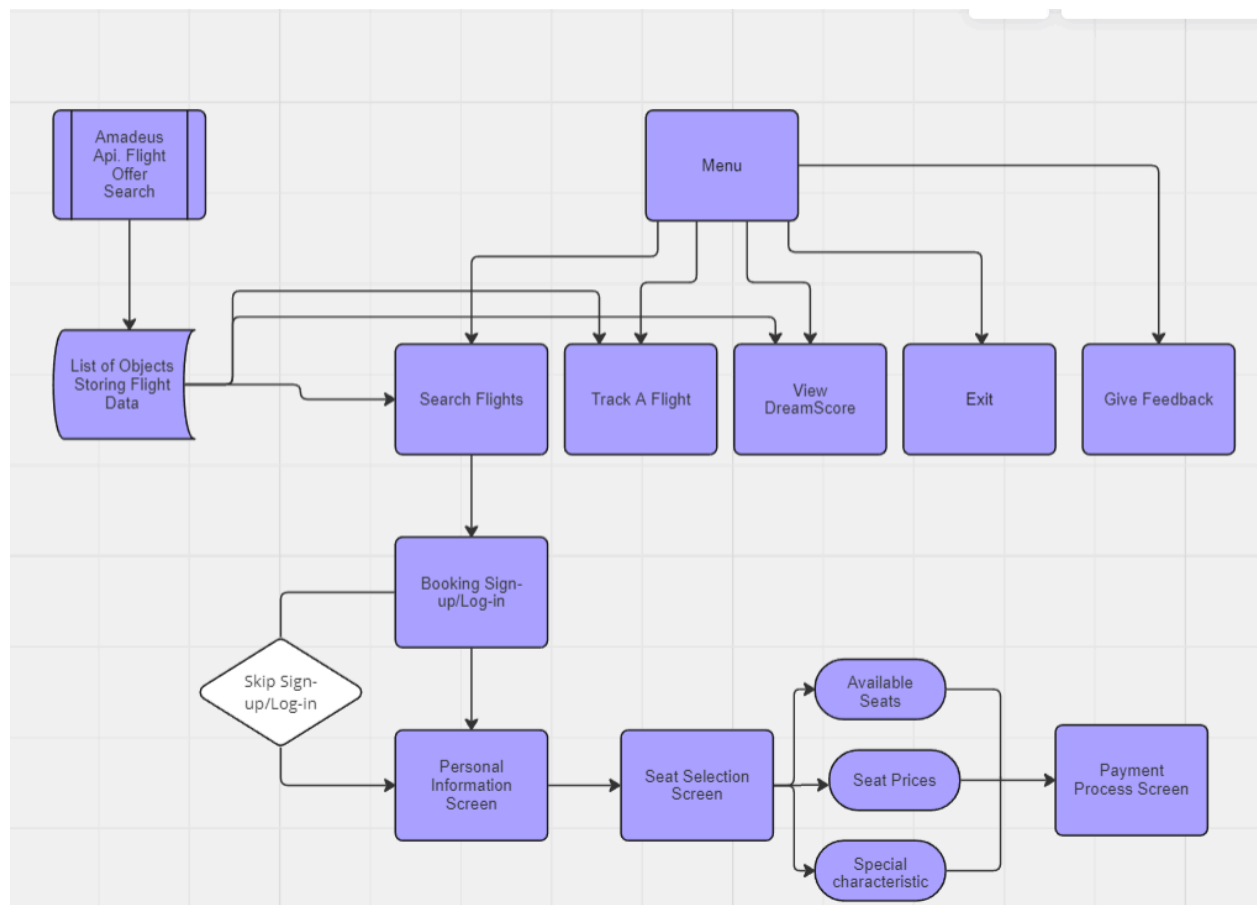 Amadeus
Api. Flight
Offer
Search
Menu
List of Objects
Storing Flight
Data
Search Flights
Track A Flight
View
DreamScore
Exit
Give Feedback
Booking Sign-
up/Log-in
Skip Sign-
up/Log-in
Personal
Information
Screen
Seat Selection
Screen
Available
Seats
Seat Prices
Special
characteristic
Payment
Process Screen